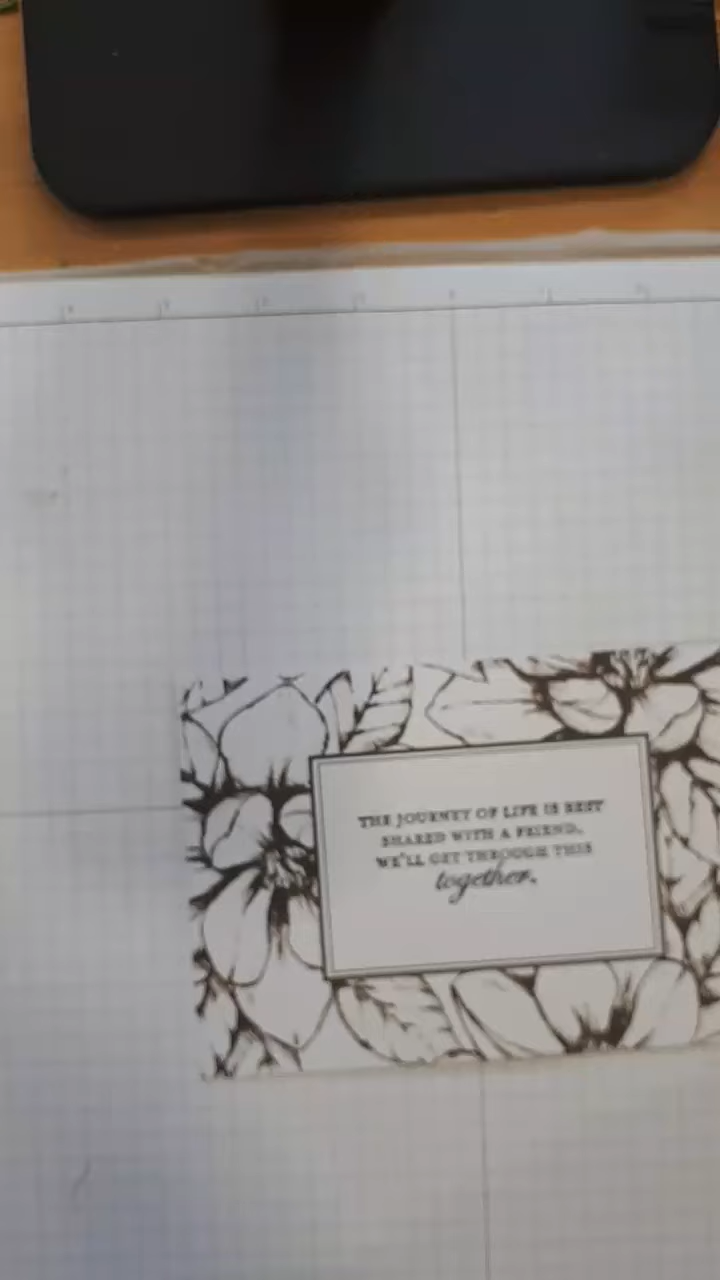 THE JOURNEY OF LIFE IS BEST
SHARED WITH A FRIEND,
WE'LL GET THROUGH THIS
together.